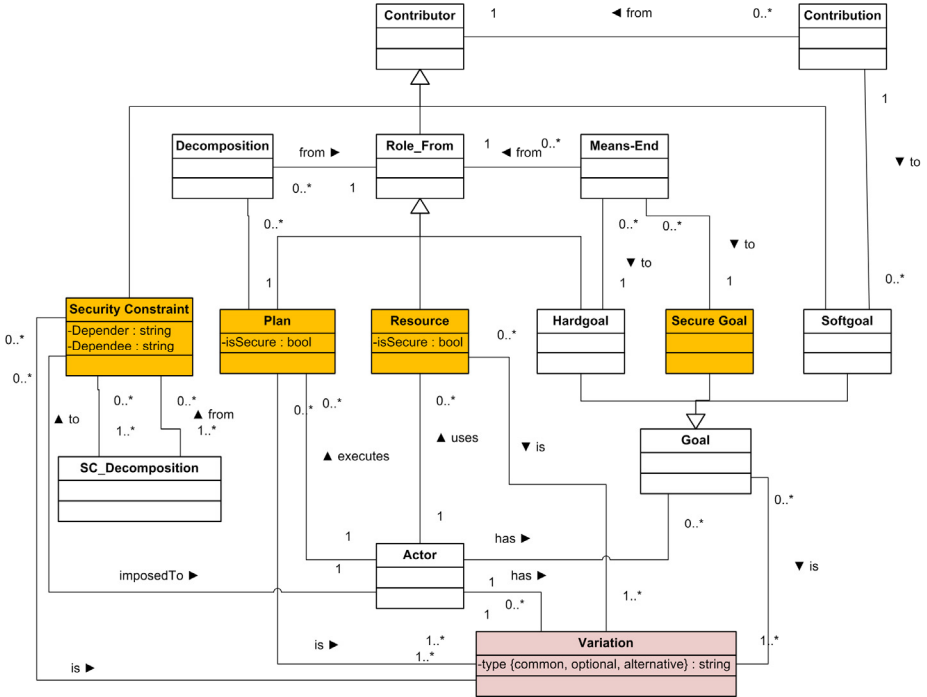 Contributor
1
◄ from
0..*
Contribution
1
▼ to
Decomposition
from ►
Role_From
1
◄ from
0..*
Means-End
0..*
1
0..*
0..*
0..*
▼ to
▼ to
1
1
1
0..*
Security Constraint
-Depender : string
-Dependee : string
Plan
-isSecure : bool
Resource
-isSecure : bool
0..*
Hardgoal
Secure Goal
Softgoal
0..*
0..*
0..*
0..*
0..*
0..*
0..*
▲ to
▲ from
1..*
1..*
▲ uses
▼ is
Goal
SC_Decomposition
▲ executes
0..*
0..*
1
1
has ►
Actor
1
imposedTo ►
has ►
1
▼ is
0..*
1
1..*
is ►
1..*
1..*
1..*
is ►
Variation
-type {common, optional, alternative} : string